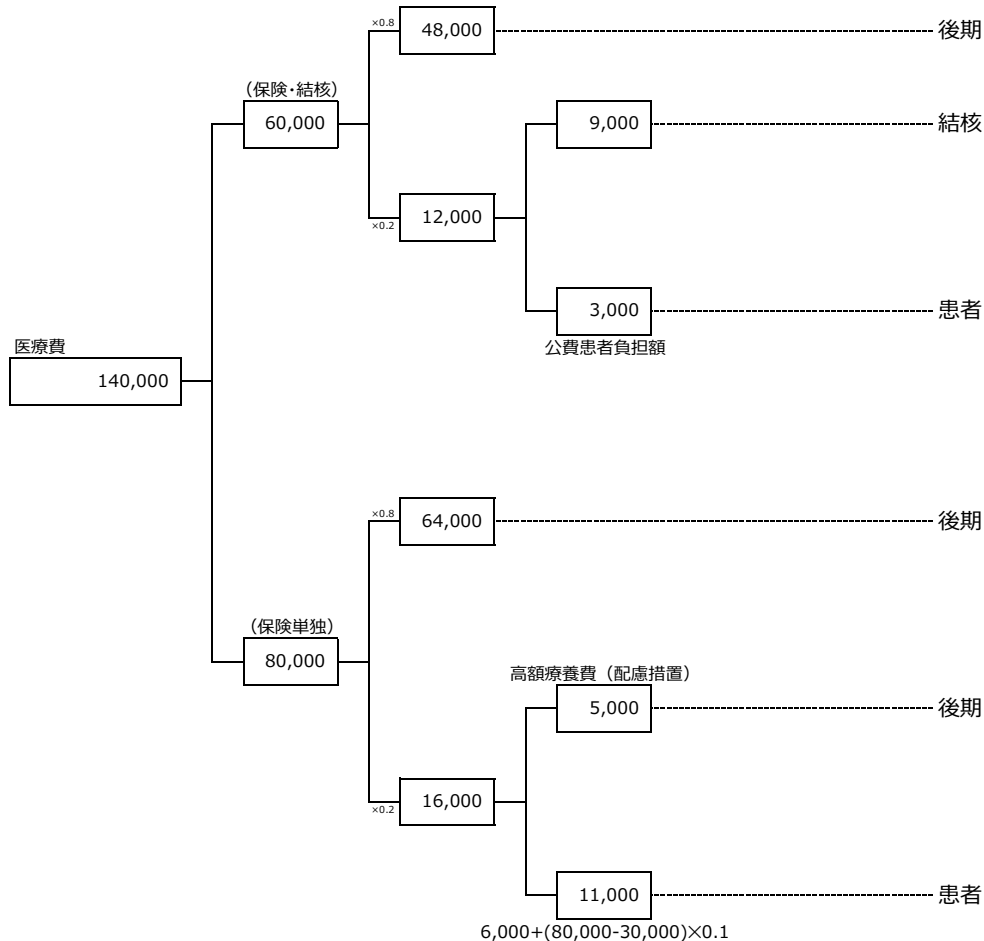 ×0.8
48,000
後期
（保険・結核）
60,000
9,000
結核
×0.2
12,000
3,000
患者
公費患者負担額
医療費
140,000
×0.8
64,000
後期
（保険単独）
80,000
高額療養費（配慮措置）
5,000
後期
×0.2
16,000
11,000
患者
6,000+(80,000-30,000)×0.1